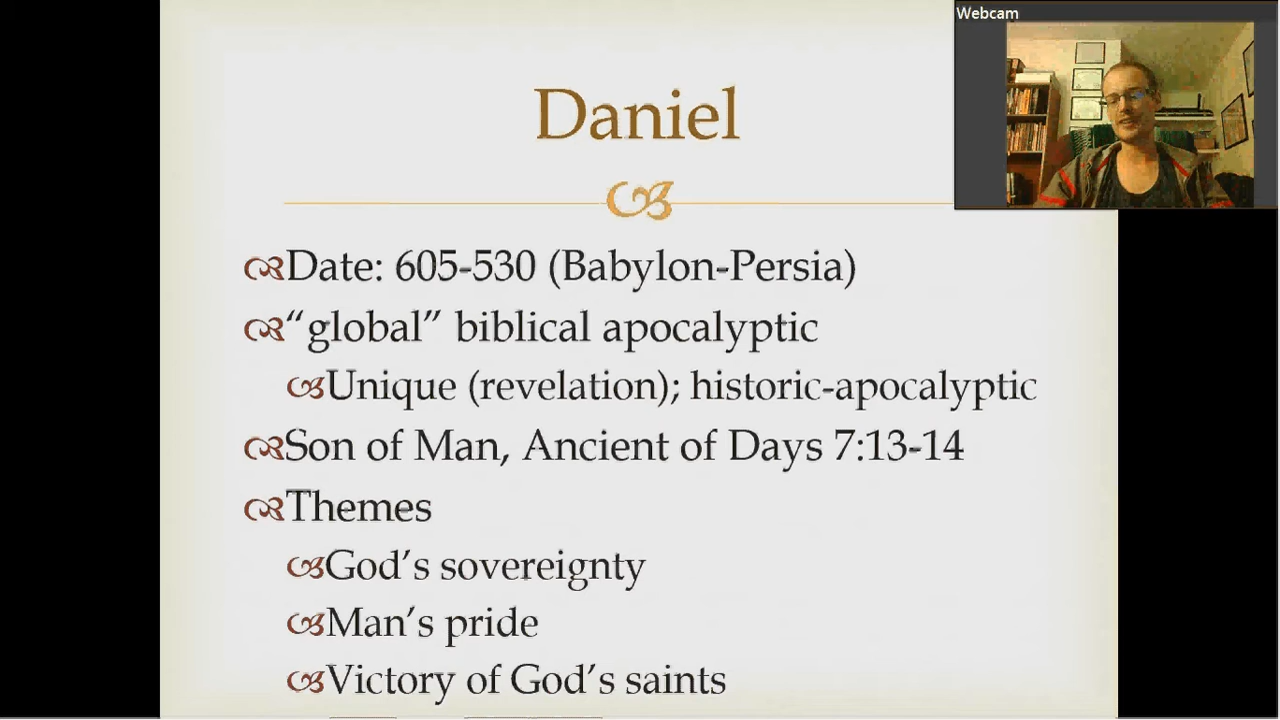 Webcam
Daniel
Date: 605-530 (Babylon-Persia)
“global” biblical apocalyptic
Unique (revelation); historic-apocalyptic
Son of Man, Ancient of Days 7:13-14
Themes
God’s sovereignty
Man’s pride
Victory of God’s saints